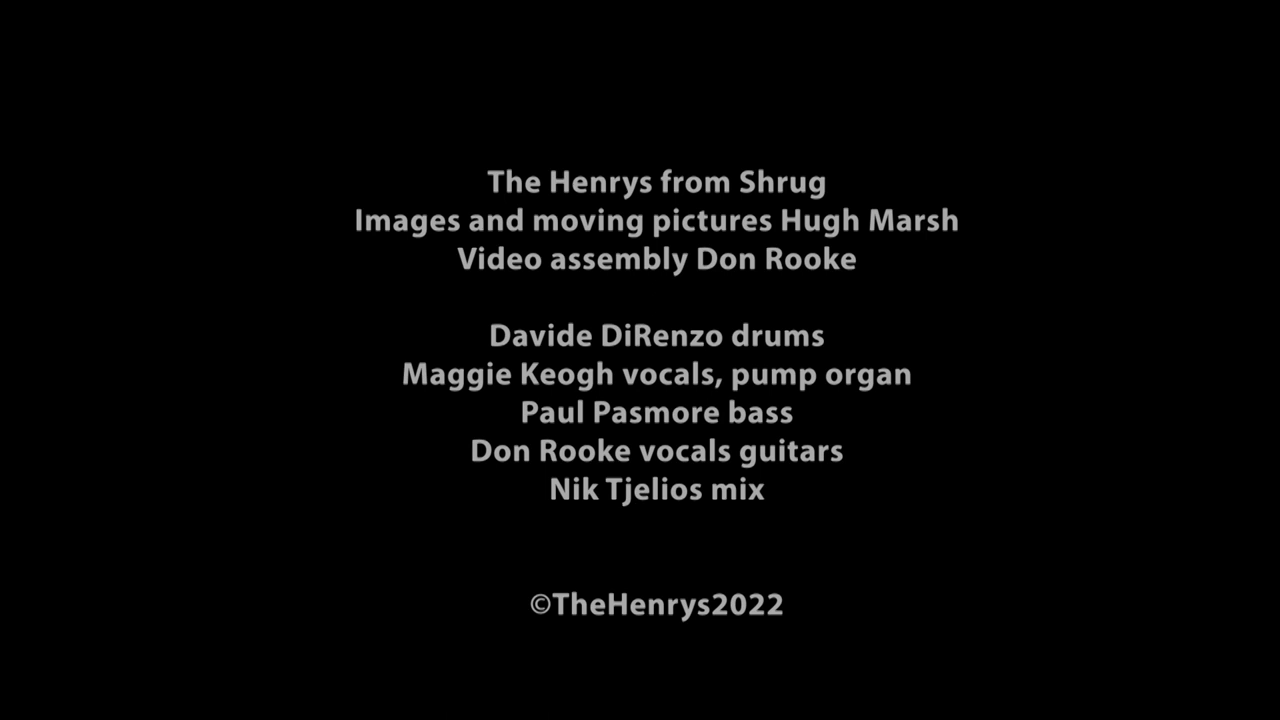 The Henrys from Shrug
Images and moving pictures Hugh Marsh
Video assembly Don Rooke
Davide DiRenzo drums
Maggie Keogh vocals, pump organ
Paul Pasmore bass
Don Rooke vocals guitars
Nik Tjelios mix
©TheHenrys2022